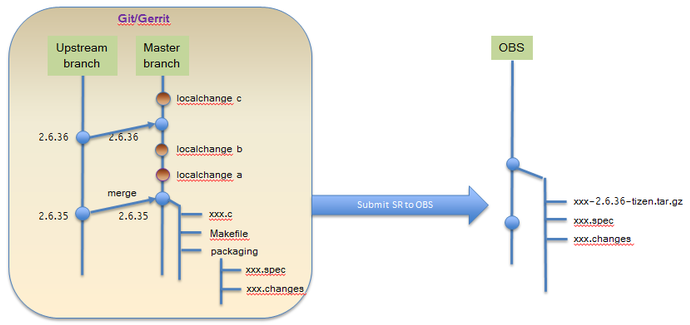 Git/Gerrit
Upstream
branch
Master
branch
OBS
localchange c
2.6.36
2.6.36
localchange b
localchange a
merge
2.6.35
2.6.35
xxx.c
Makefile
packaging
xxx.spec
xxx.changes
Submit SR to OBS
xxx-2.6.36-tizen.tar.gz
xxx.spec
xxx.changes